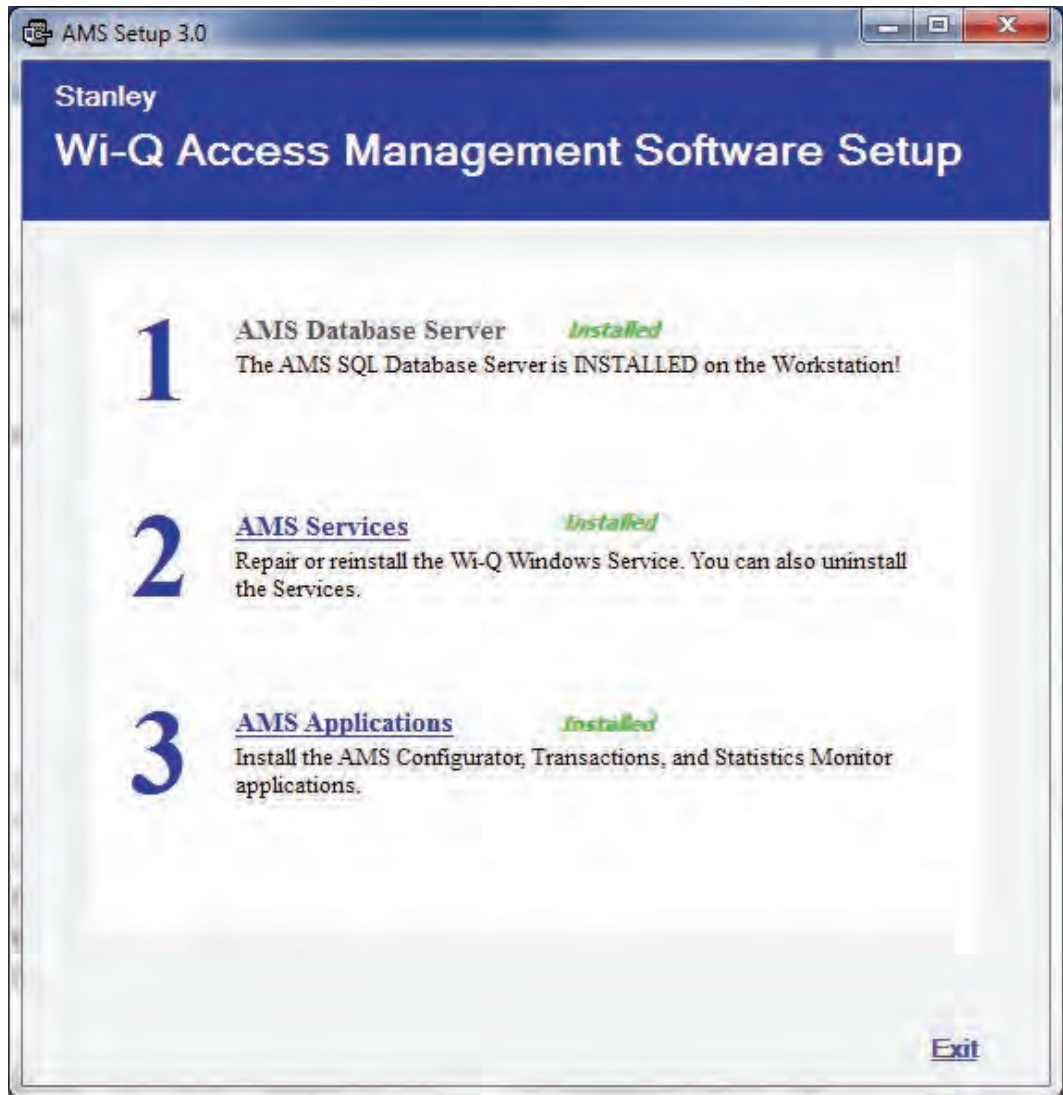 AMS Setup 3.0
Stanley
Wi-Q Access Management Software Setup
1
AMS Database Server Installed
The AMS SQL Database Server is INSTALLED on the Workstation!
2
AMS Services Installed
Repair or reinstall the Wi-Q Windows Service. You can also uninstall
the Services.
3
AMS Applications Installed
Install the AMS Configurator, Transactions, and Statistics Monitor
applications.
Exit